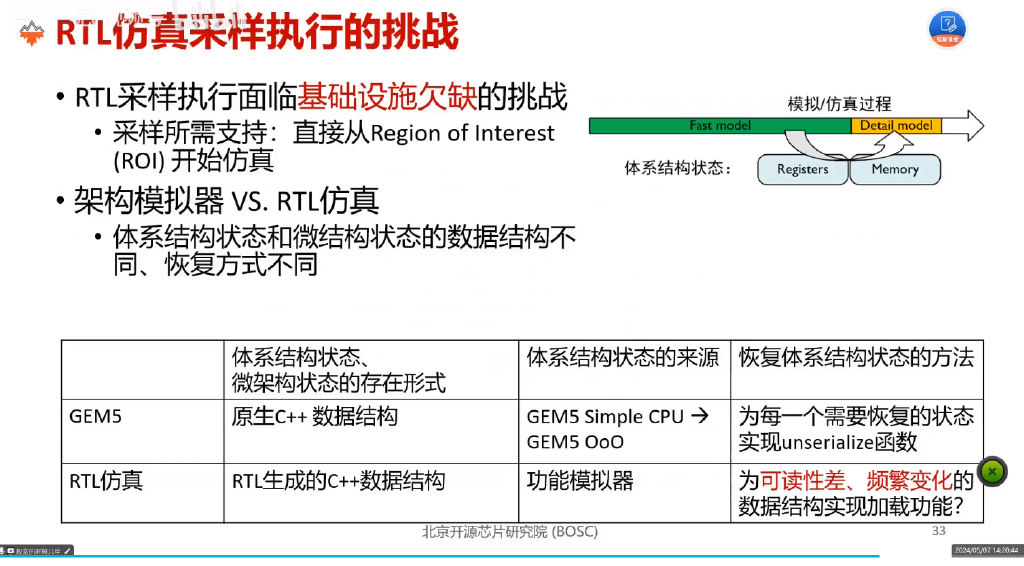 RTL仿真采样执行的挑战
• RTL采样执行面临基础设施欠缺的挑战
• 采样所需支持：直接从Region of Interest
(ROI) 开始仿真
• 架构模拟器 VS. RTL仿真
• 体系结构状态和微结构状态的数据结构不
同、恢复方式不同
模拟/仿真过程
Fast model
Detail model
体系结构状态：
Registers
Memory
体系结构状态、
微架构状态的存在形式
体系结构状态的来源
恢复体系结构状态的方法
GEM5
原生C++ 数据结构
GEM5 Simple CPU →
GEM5 OoO
为每一个需要恢复的状态
实现unserialize函数
RTL仿真
RTL生成的C++数据结构
功能模拟器
为可读性差、频繁变化的
数据结构实现加载功能？
北京开源芯片研究院 (BOSC)
33
2024/05/07 14:20:44